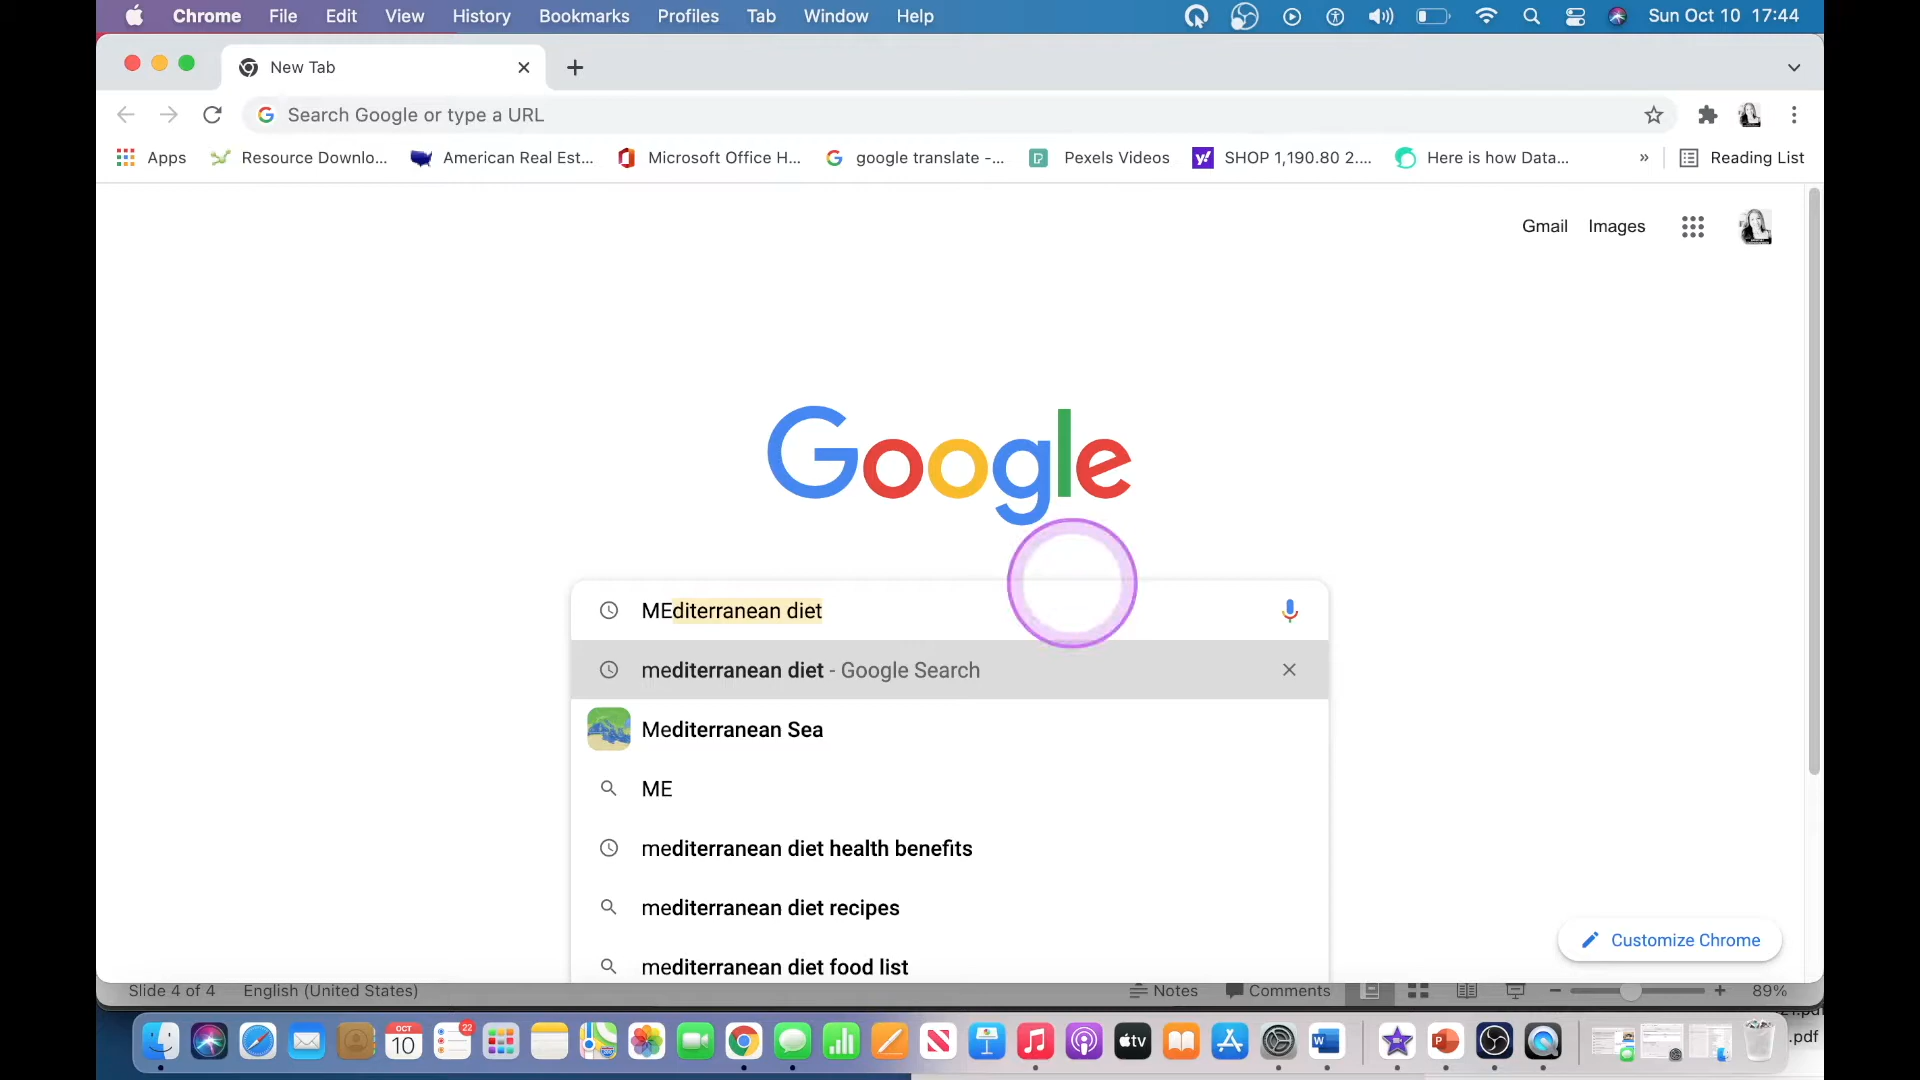 Chrome File Edit View History Bookmarks Profiles Tab Window Help Sun Oct 10 17:44
New Tab
Search Google or type a URL
Apps Resource Downlo... American Real Est... Microsoft Office H... google translate -... Pexels Videos SHOP 1,190.80 2.... Here is how Data... » Reading List
Gmail Images
Google
MEditerranean diet
mediterranean diet - Google Search
Mediterranean Sea
ME
mediterranean diet health benefits
mediterranean diet recipes
mediterranean diet food list
Customize Chrome
Slide 4 of 4 English (United States) Notes Comments 89%
OCT 10 22 tv W P
.pdf